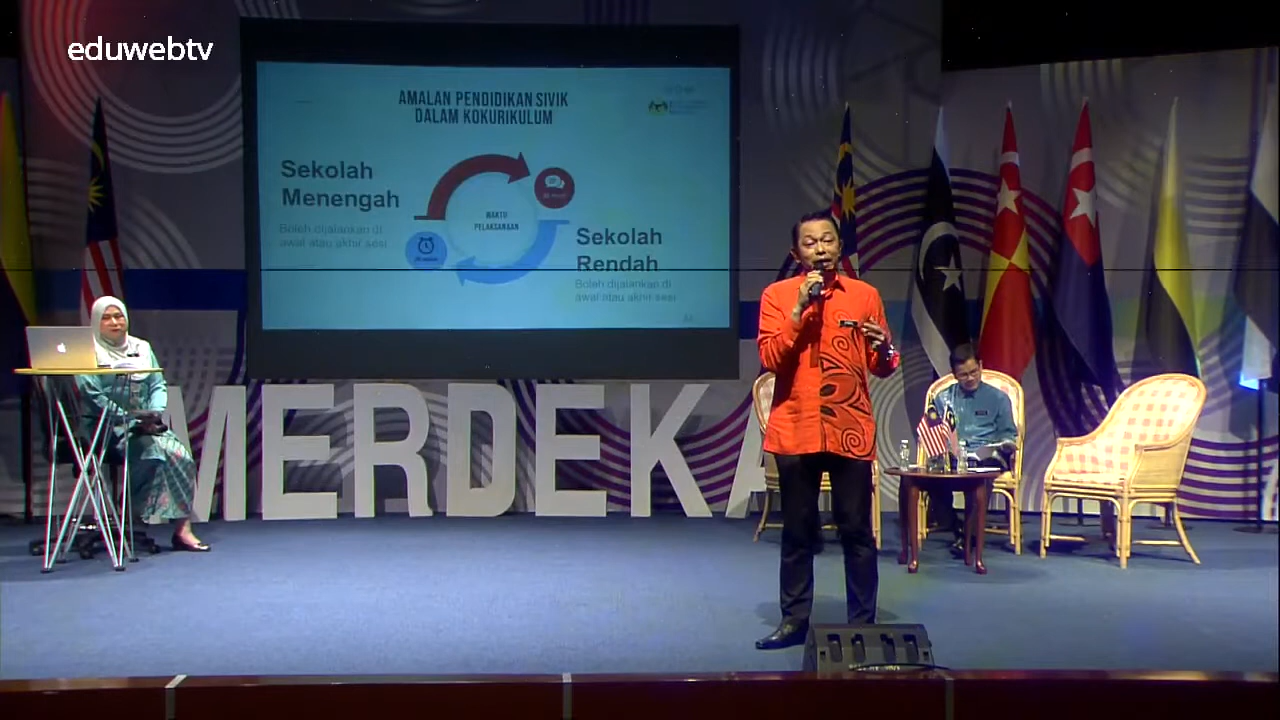 eduwebtv
AMALAN PENDIDIKAN SIVIK
DALAM KOKURIKULUM
Sekolah
Menengah
Boleh dijalankan di
awal atau akhir sesi
WAKTU
PELAKSANAAN
Sekolah
Rendah
Boleh dijalankan di
awal atau akhir sesi
MERDEKA